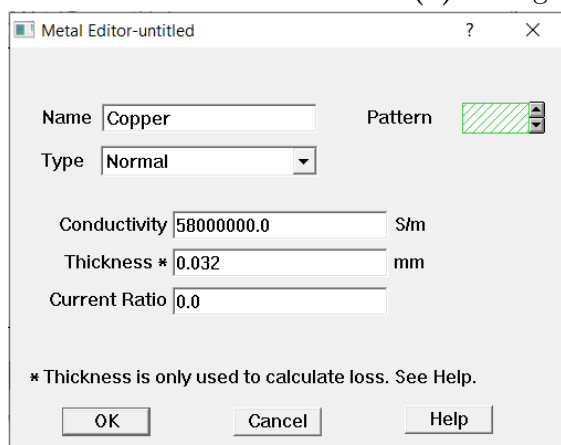 Metal Editor-untitled ? ×
Name Copper Pattern
Type Normal
Conductivity 58000000.0 S/m
Thickness * 0.032 mm
Current Ratio 0.0
* Thickness is only used to calculate loss. See Help.
OK Cancel Help